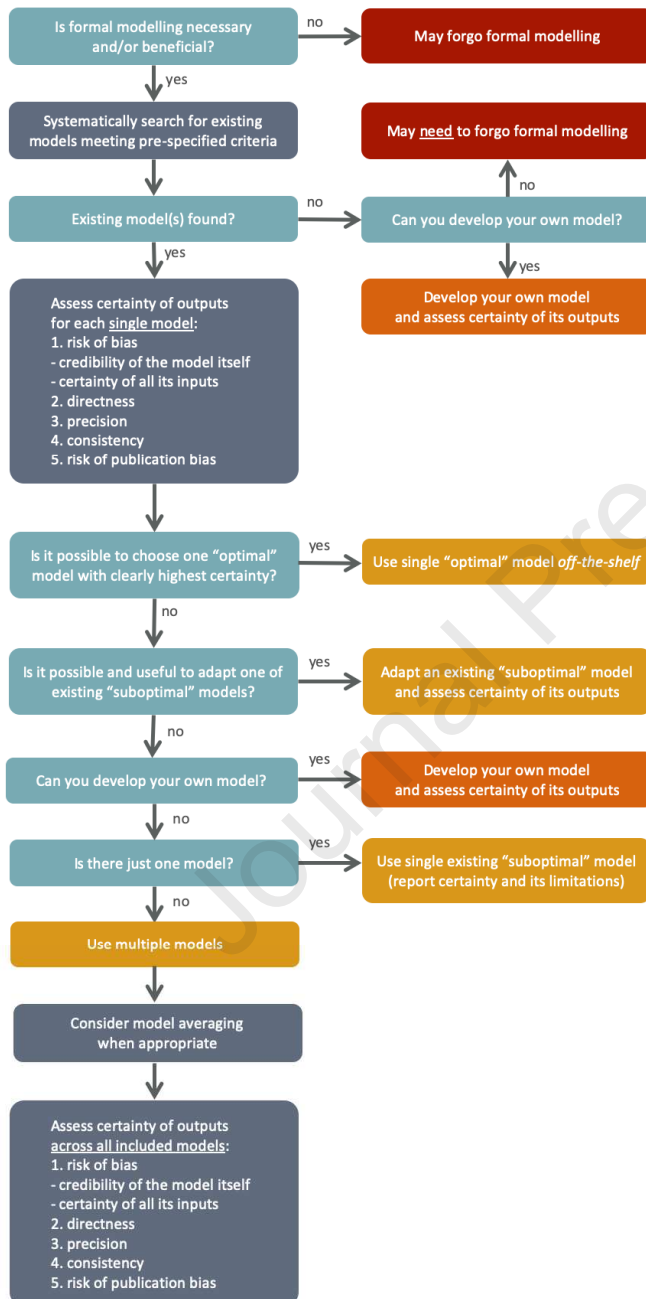 Is formal modelling necessary
and/or beneficial?
no
May forgo formal modelling
yes
Systematically search for existing
models meeting pre-specified criteria
May need to forgo formal modelling
no
Existing model(s) found?
no
Can you develop your own model?
yes
yes
Assess certainty of outputs
for each single model:
1. risk of bias
- credibility of the model itself
- certainty of all its inputs
2. directness
3. precision
4. consistency
5. risk of publication bias
Develop your own model
and assess certainty of its outputs
Is it possible to choose one “optimal”
model with clearly highest certainty?
yes
Use single “optimal” model off-the-shelf
no
Is it possible and useful to adapt one of
existing “suboptimal” models?
yes
Adapt an existing “suboptimal” model
and assess certainty of its outputs
no
Can you develop your own model?
yes
Develop your own model
and assess certainty of its outputs
no
Is there just one model?
yes
Use single existing “suboptimal” model
(report certainty and its limitations)
no
Use multiple models
Consider model averaging
when appropriate
Assess certainty of outputs
across all included models:
1. risk of bias
- credibility of the model itself
- certainty of all its inputs
2. directness
3. precision
4. consistency
5. risk of publication bias
Journal Pre